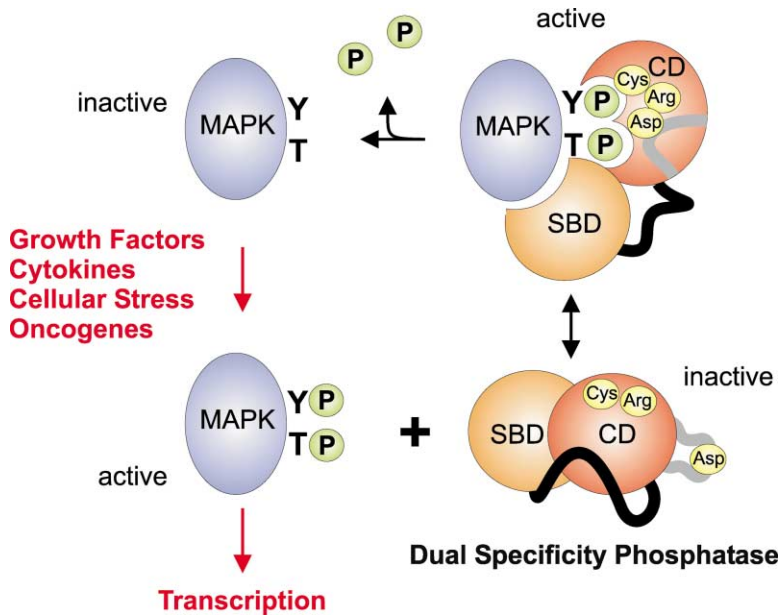 P
P
inactive
MAPK
Y
T
active
MAPK
Y
P
T
P
Cys
CD
Arg
Asp
SBD
Growth Factors
Cytokines
Cellular Stress
Oncogenes
MAPK
Y P
T P
active
+
SBD
CD
Cys
Arg
Asp
inactive
Dual Specificity Phosphatase
Transcription